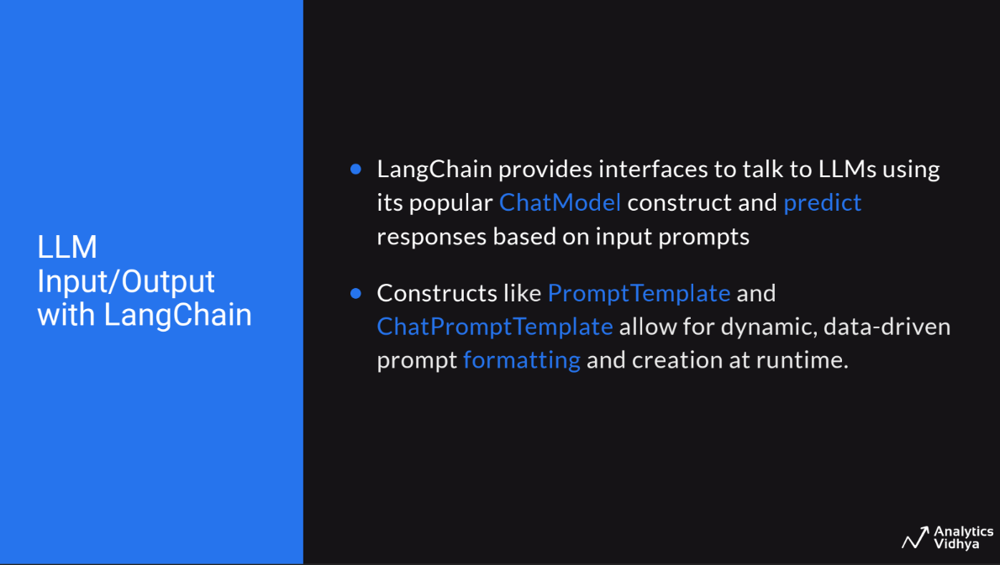 LLM
Input/Output
with LangChain
● LangChain provides interfaces to talk to LLMs using
its popular ChatModel construct and predict
responses based on input prompts
● Constructs like PromptTemplate and
ChatPromptTemplate allow for dynamic, data-driven
prompt formatting and creation at runtime.
Analytics
Vidhya